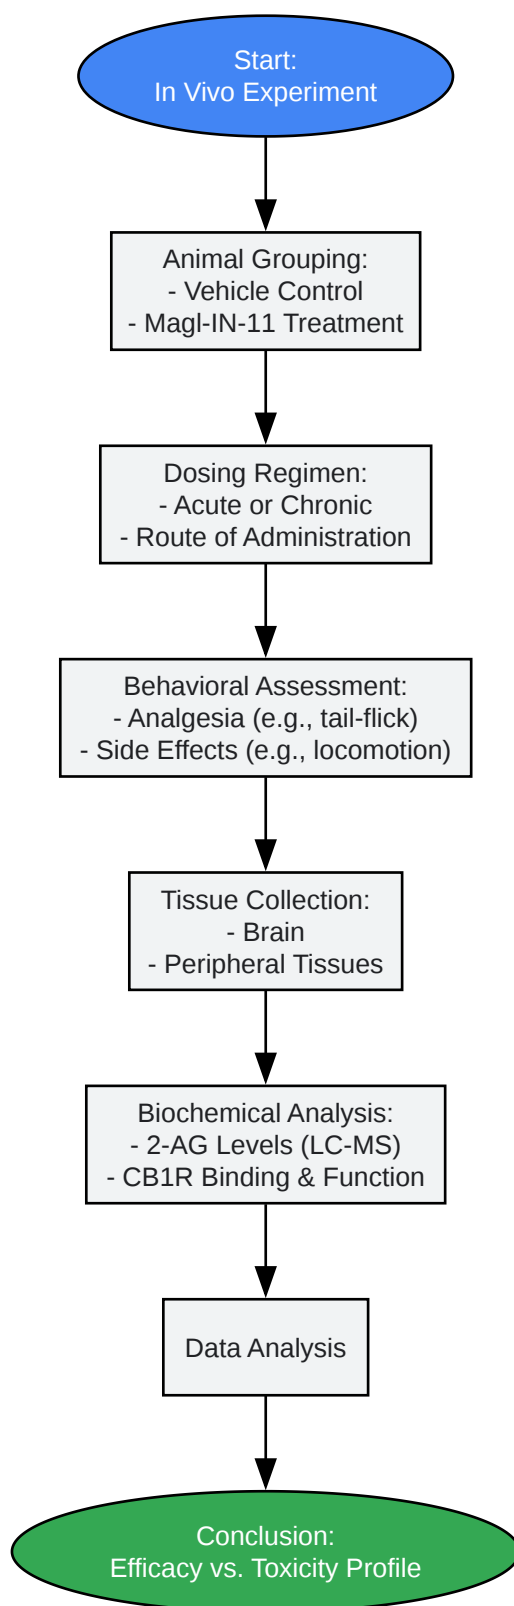 Start:
In Vivo Experiment
Animal Grouping:
- Vehicle Control
- Magl-IN-11 Treatment
Dosing Regimen:
- Acute or Chronic
- Route of Administration
Behavioral Assessment:
- Analgesia (e.g., tail-flick)
- Side Effects (e.g., locomotion)
Tissue Collection:
- Brain
- Peripheral Tissues
Biochemical Analysis:
- 2-AG Levels (LC-MS)
- CB1R Binding & Function
Data Analysis
Conclusion:
Efficacy vs. Toxicity Profile